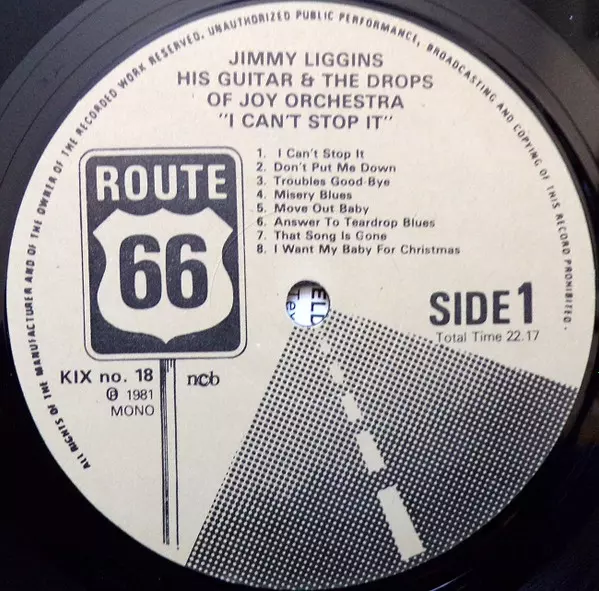 ALL RIGHTS OF THE MANUFACTURER AND OF THE OWNER OF THE RECORDED WORK RESERVED. UNAUTHORIZED PUBLIC PERFORMANCE, BROADCASTING AND COPYING OF THIS RECORD PROHIBITED.
JIMMY LIGGINS
HIS GUITAR & THE DROPS
OF JOY ORCHESTRA
"I CAN'T STOP IT"
1. I Can't Stop It
2. Don't Put Me Down
3. Troubles Good-Bye
4. Misery Blues
5. Move Out Baby
6. Answer To Teardrop Blues
7. That Song Is Gone
8. I Want My Baby For Christmas
ROUTE
66
SIDE 1
Total Time 22.17
KIX no. 18
ncb
℗ 1981
MONO
ELD